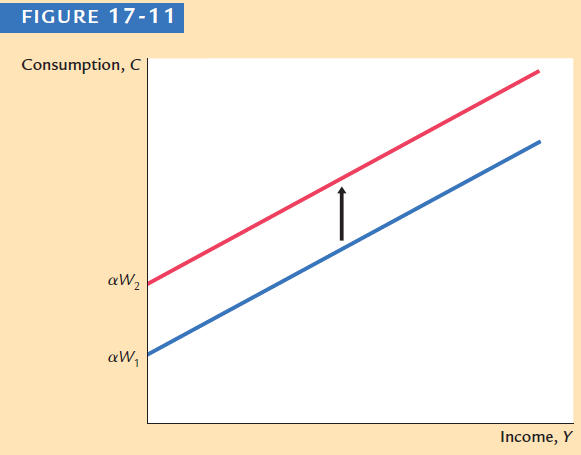 FIGURE 17-11
Consumption, C
αW₂
αW₁
Income, Y